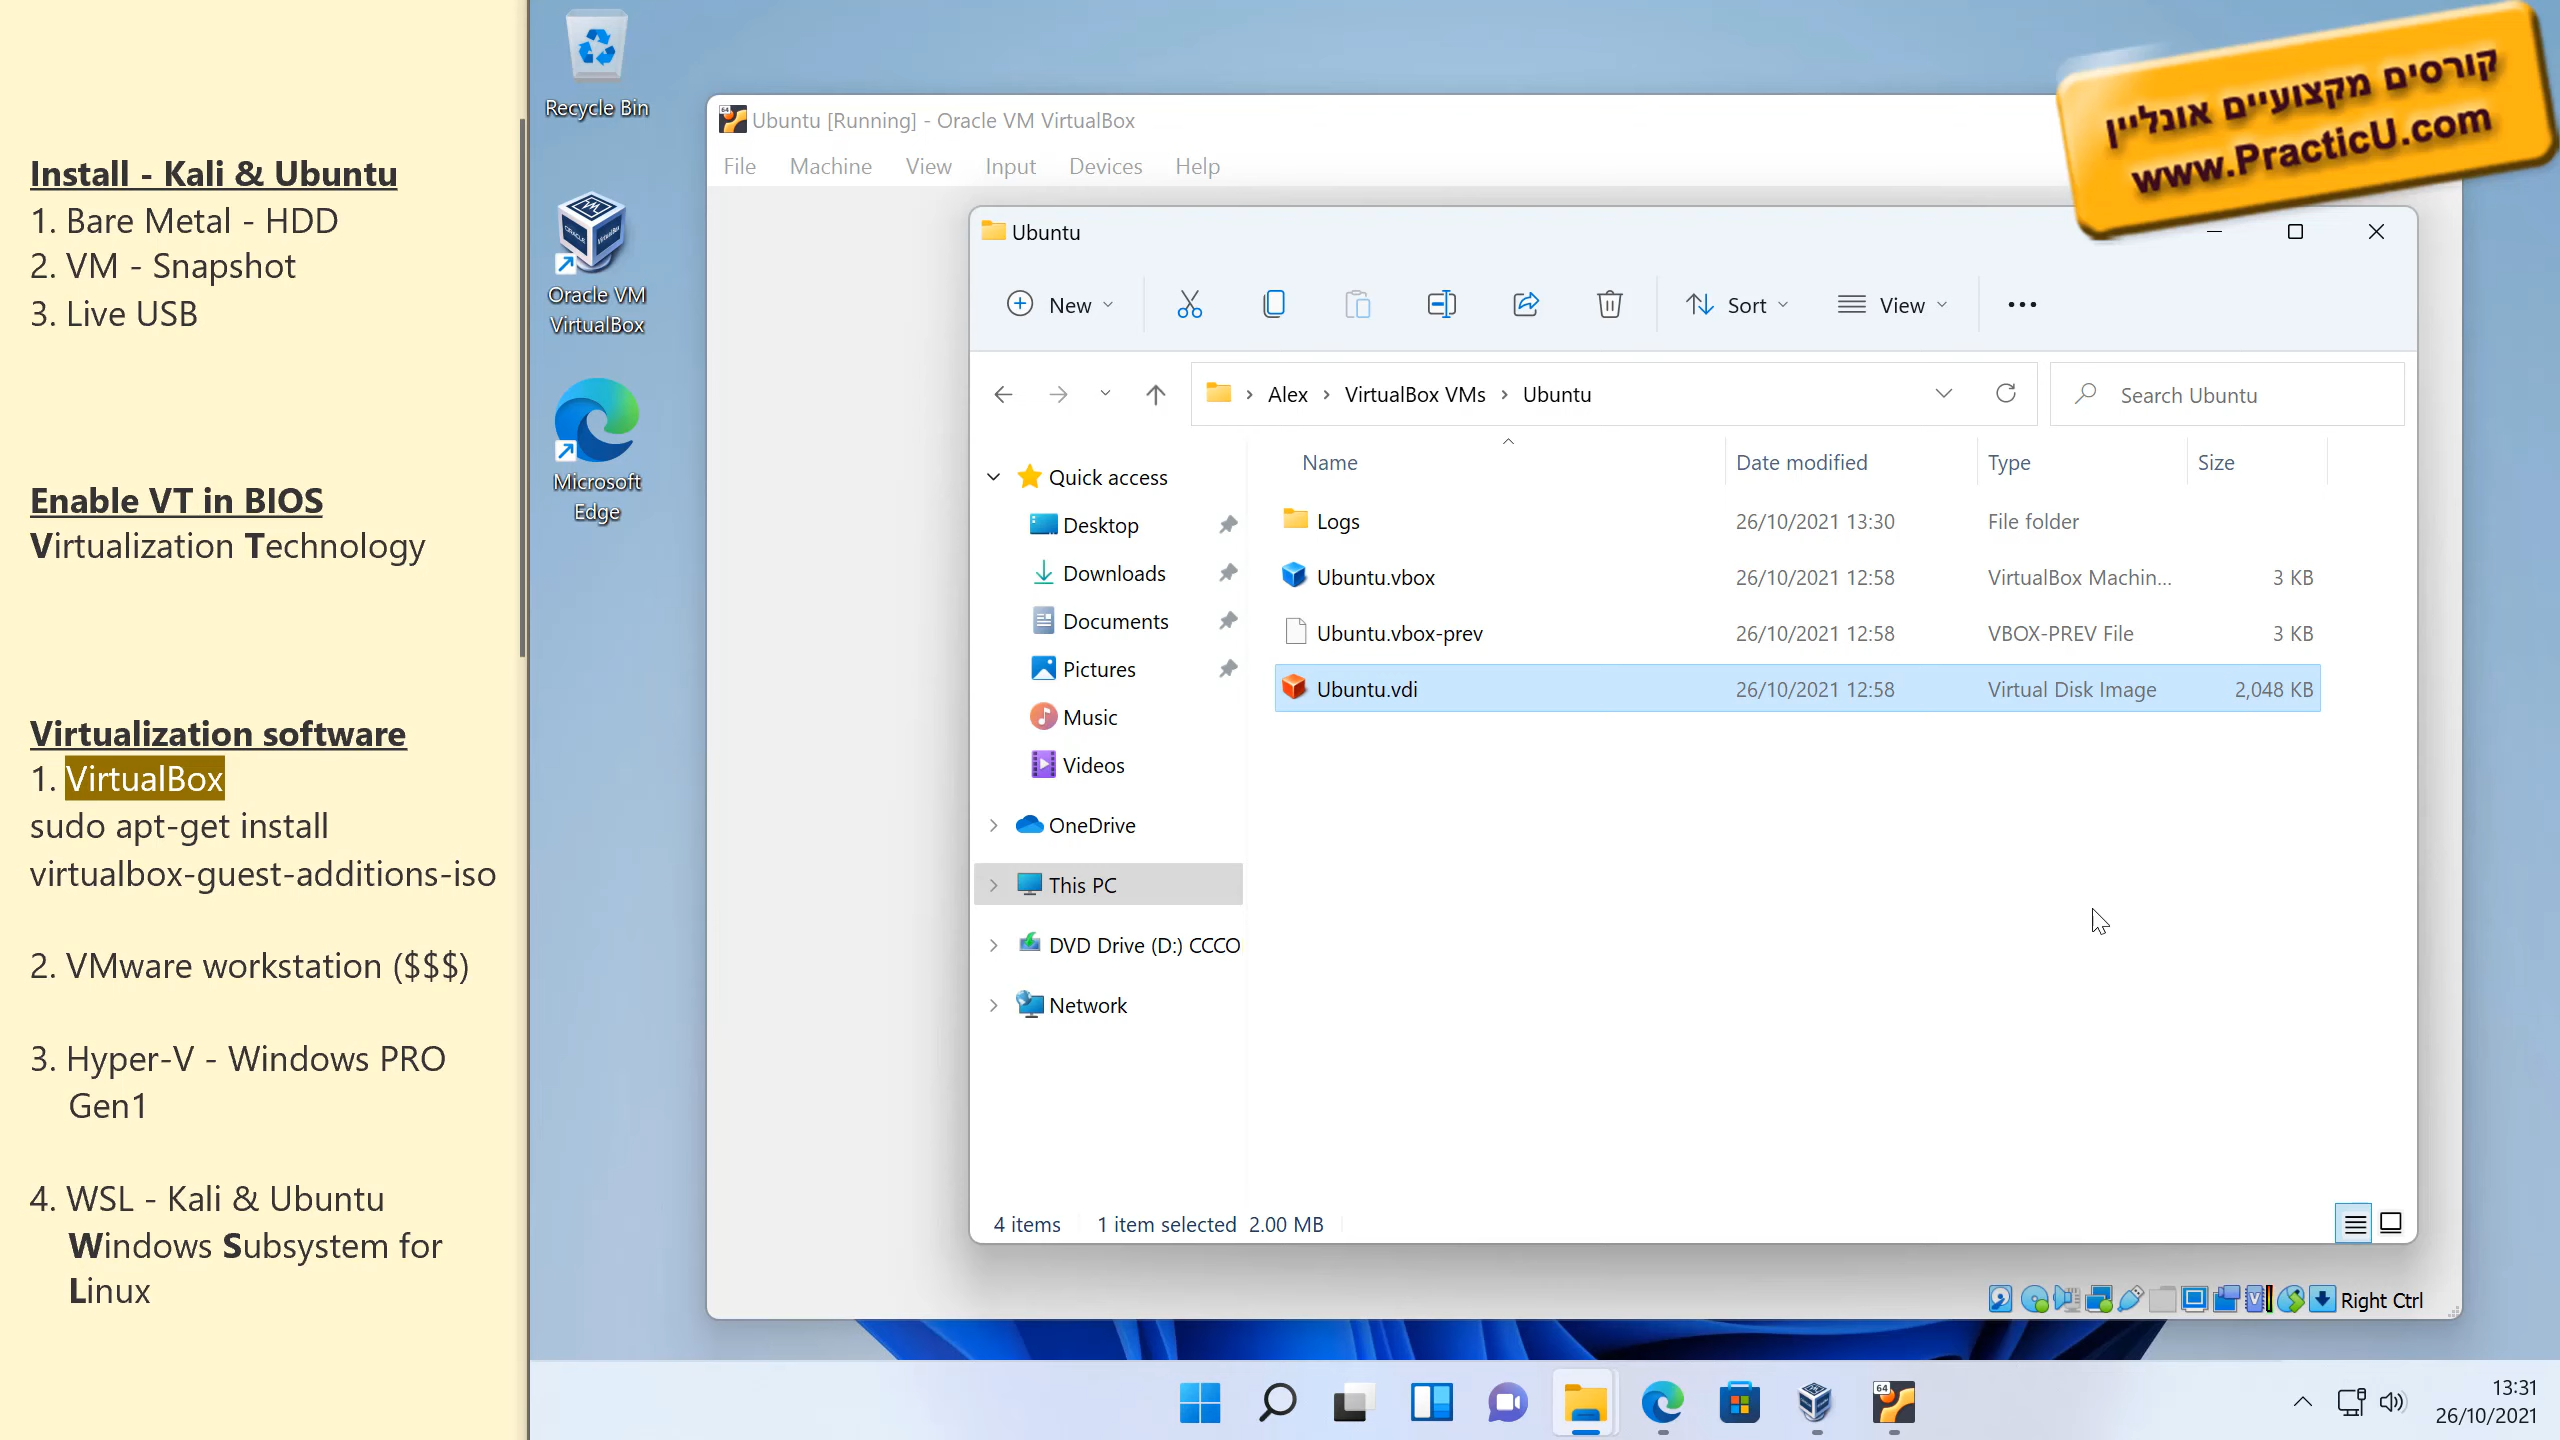 Install - Kali & Ubuntu
1. Bare Metal - HDD
2. VM - Snapshot
3. Live USB
Enable VT in BIOS
Virtualization Technology
Virtualization software
1. VirtualBox
sudo apt-get install
virtualbox-guest-additions-iso
2. VMware workstation ($$$)
3. Hyper-V - Windows PRO
Gen1
4. WSL - Kali & Ubuntu
Windows Subsystem for
Linux
Recycle Bin
Oracle VM
VirtualBox
Microsoft
Edge
קורסים מקצועיים אונליין
www.PracticU.com
64
Ubuntu [Running] - Oracle VM VirtualBox
File Machine View Input Devices Help
Ubuntu
New Sort View
Alex › VirtualBox VMs › Ubuntu
Search Ubuntu
Quick access
Desktop
Downloads
Documents
Pictures
Music
Videos
OneDrive
This PC
DVD Drive (D:) CCCO
Network
Name Date modified Type Size
Logs 26/10/2021 13:30 File folder
Ubuntu.vbox 26/10/2021 12:58 VirtualBox Machin... 3 KB
Ubuntu.vbox-prev 26/10/2021 12:58 VBOX-PREV File 3 KB
Ubuntu.vdi 26/10/2021 12:58 Virtual Disk Image 2,048 KB
4 items 1 item selected 2.00 MB
Right Ctrl
64
13:31
26/10/2021